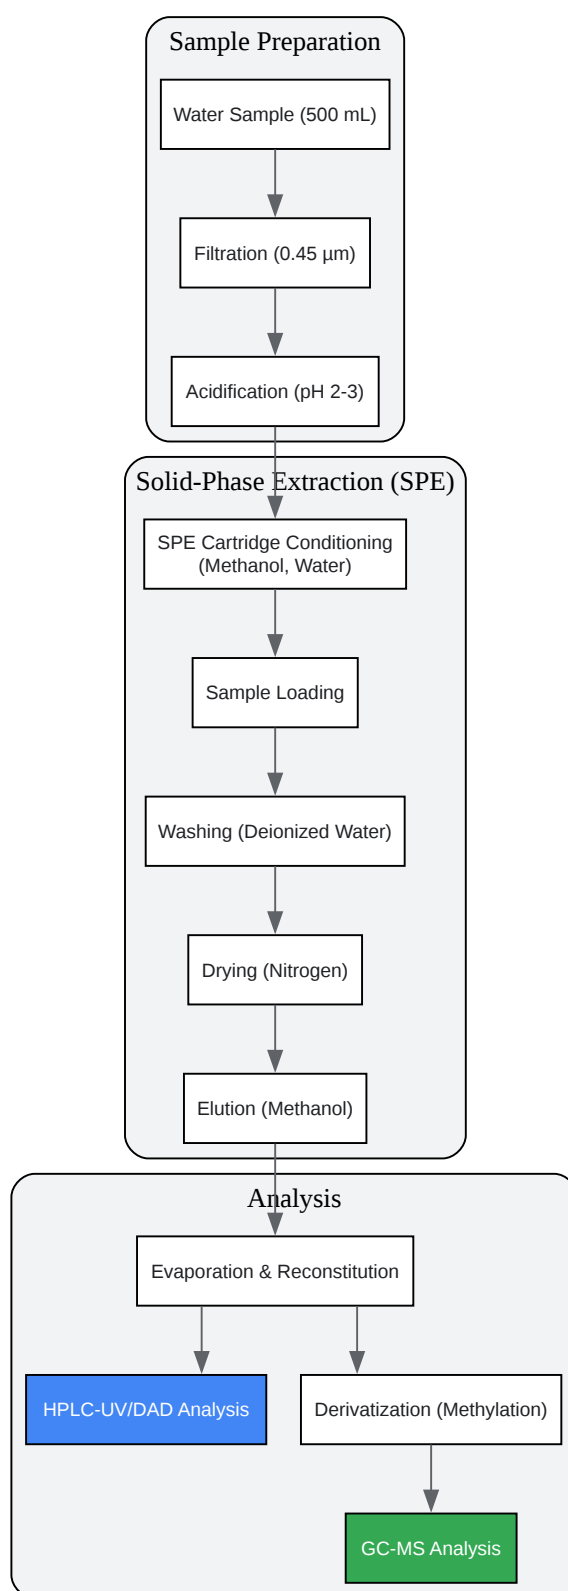 Sample Preparation
Water Sample (500 mL)
Filtration (0.45 µm)
Acidification (pH 2-3)
Solid-Phase Extraction (SPE)
SPE Cartridge Conditioning
(Methanol, Water)
Sample Loading
Washing (Deionized Water)
Drying (Nitrogen)
Elution (Methanol)
Analysis
Evaporation & Reconstitution
HPLC-UV/DAD Analysis
Derivatization (Methylation)
GC-MS Analysis